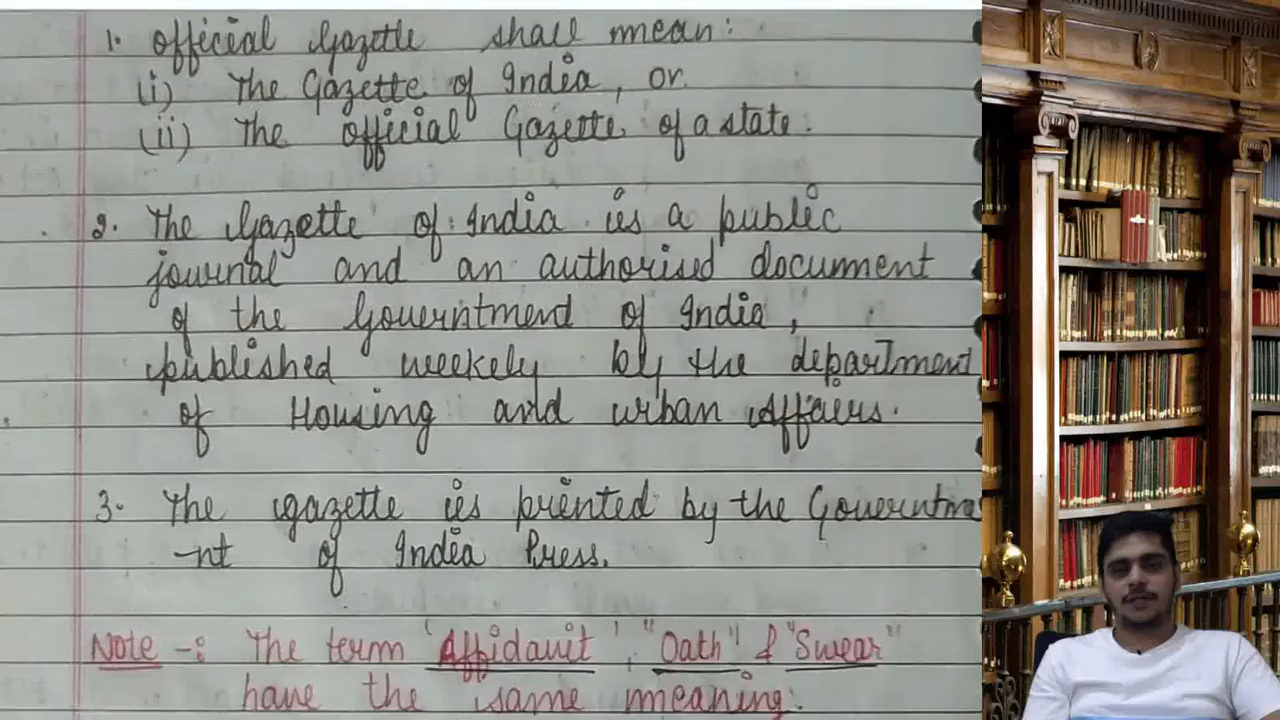 1. Official Gazette shall mean:
(i) The Gazette of India, or
(ii) The Official Gazette of a state.
2. The Gazette of India is a public
journal and an authorised document
of the Governtment of India,
published weekely by the department
of Housing and urban Affairs.
3. The gazette is printed by the Governtme
-nt of India Press.
Note -: The term 'Affidavit', "Oath" & "Swear"
have the same meaning.